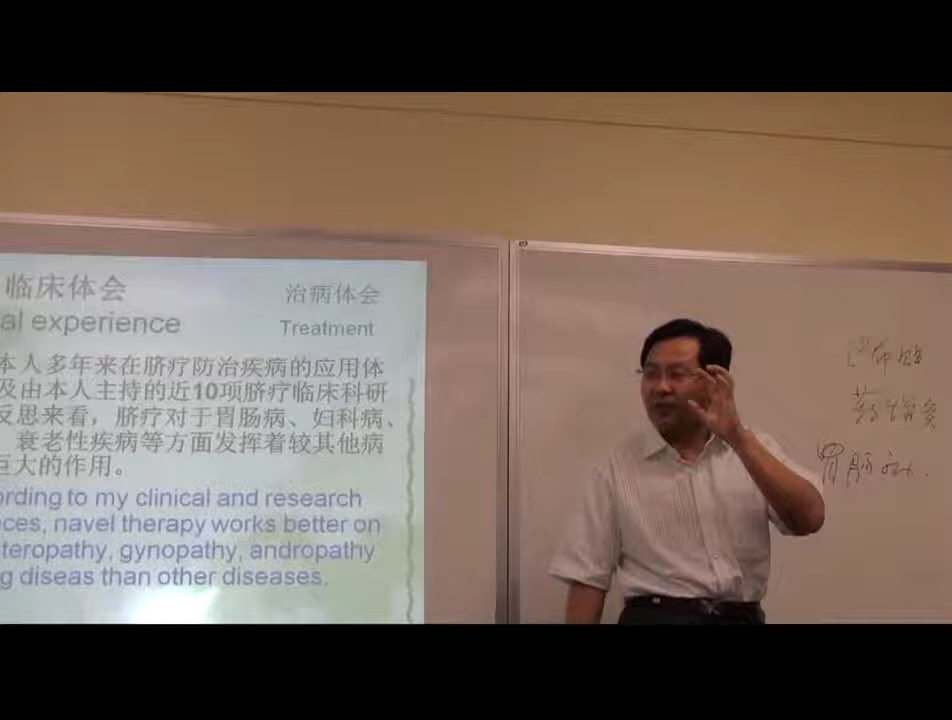 临床体会
治病体会
al experience
Treatment
本人多年来在脐疗防治疾病的应用体
及由本人主持的近10项脐疗临床科研
反思来看，脐疗对于胃肠病、妇科病、
、衰老性疾病等方面发挥着较其他病
巨大的作用。
ording to my clinical and research
nces, navel therapy works better on
teropathy, gynopathy, andropathy
g diseas than other diseases.
胃肠